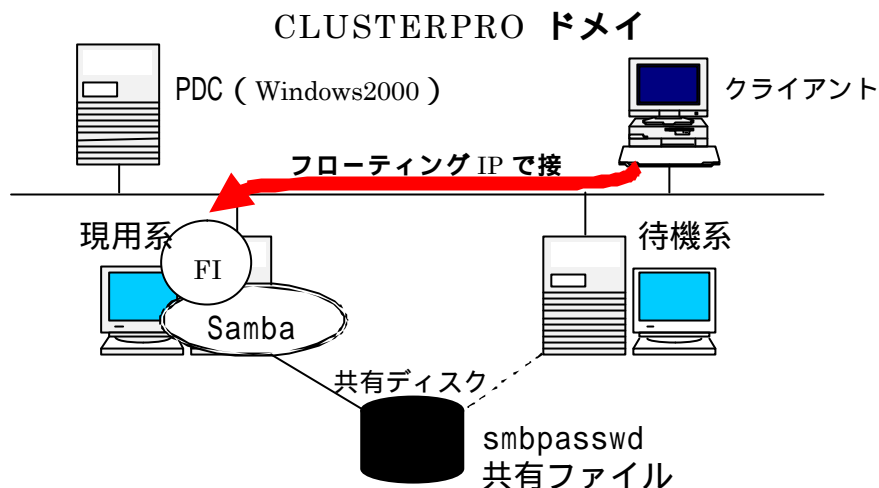 CLUSTERPRO ドメイ
PDC ( Windows2000 )
クライアント
フローティング IP で接
現用系
待機系
FI
Samba
共有ディスク
smbpasswd
共有ファイル